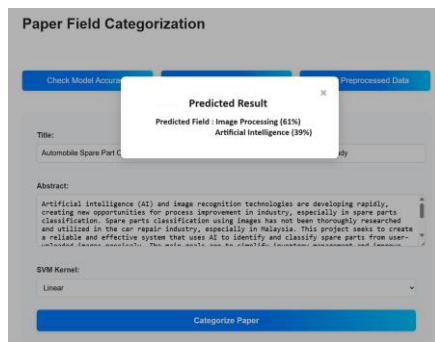 Paper Field Categorization
Check Model Accura
Preprocessed Data
×
Predicted Result
Predicted Field : Image Processing (61%)
Artificial Intelligence (39%)
Title:
Automobile Spare Part C
dy
Abstract:
Artificial intelligence (AI) and image recognition technologies are developing rapidly,
creating new opportunities for process improvement in industry, especially in spare parts
classification. Spare parts classification using images has not been thoroughly researched
and utilized in the car repair industry, especially in Malaysia. This project seeks to create
a reliable and effective system that uses AI to identify and classify spare parts from user-
SVM Kernel:
Linear
Categorize Paper